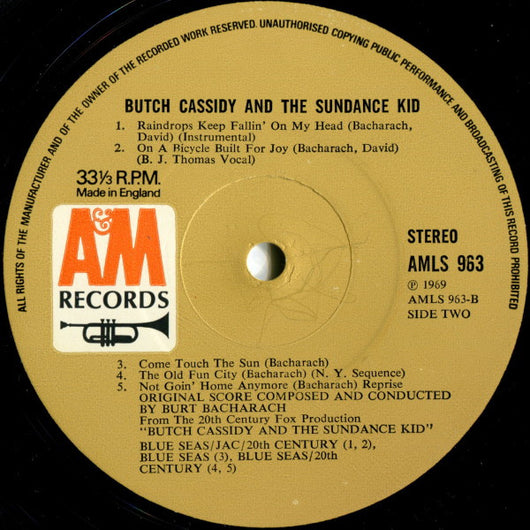 ALL RIGHTS OF THE MANUFACTURER AND OF THE OWNER OF THE RECORDED WORK RESERVED. UNAUTHORISED COPYING PUBLIC PERFORMANCE AND BROADCASTING OF THIS RECORD PROHIBITED
BUTCH CASSIDY AND THE SUNDANCE KID
1. Raindrops Keep Fallin' On My Head (Bacharach,
David) (Instrumental)
2. On A Bicycle Built For Joy (Bacharach, David)
(B. J. Thomas Vocal)
33⅓ R.P.M.
Made in England
A&M
RECORDS
STEREO
AMLS 963
℗ 1969
AMLS 963-B
SIDE TWO
3. Come Touch The Sun (Bacharach)
4. The Old Fun City (Bacharach) (N. Y. Sequence)
5. Not Goin' Home Anymore (Bacharach) Reprise
ORIGINAL SCORE COMPOSED AND CONDUCTED
BY BURT BACHARACH
From The 20th Century Fox Production
"BUTCH CASSIDY AND THE SUNDANCE KID"
BLUE SEAS/JAC/20th CENTURY (1, 2),
BLUE SEAS (3), BLUE SEAS/20th
CENTURY (4, 5)